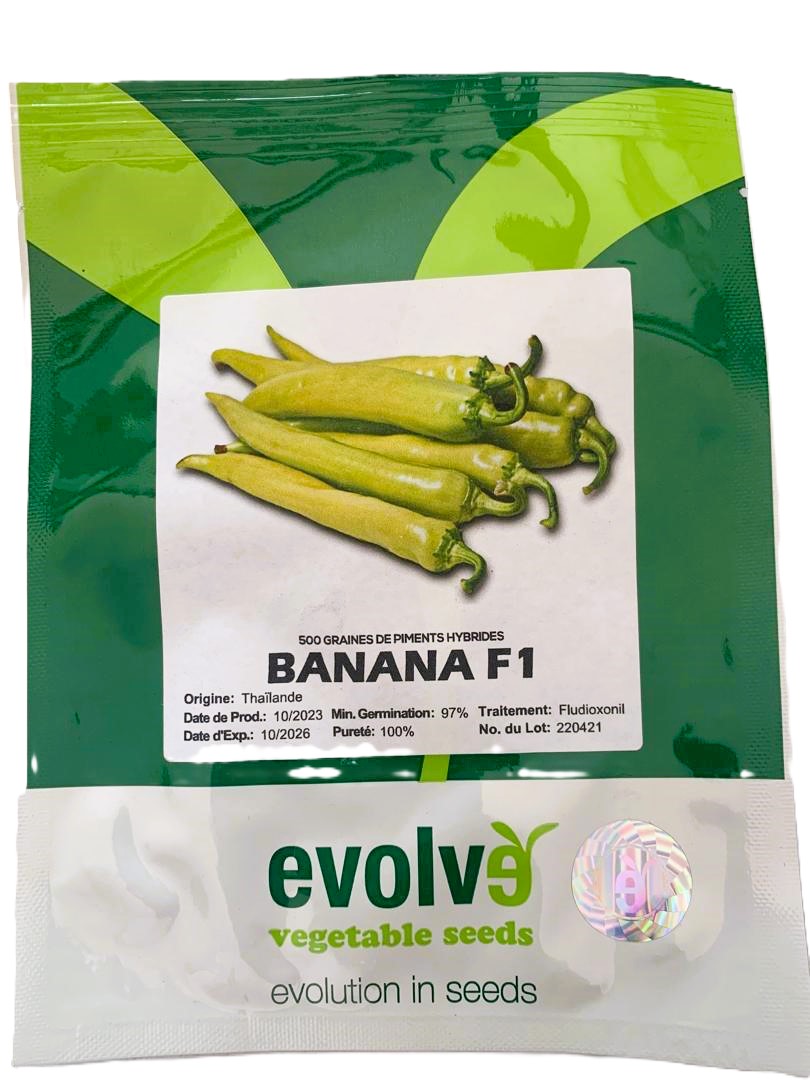 500 GRAINES DE PIMENTS HYBRIDES
BANANA F1
Origine: Thaïlande
Date de Prod.: 10/2023 Min. Germination: 97% Traitement: Fludioxonil
Date d'Exp.: 10/2026 Pureté: 100% No. du Lot: 220421
evolve
vegetable seeds
evolution in seeds